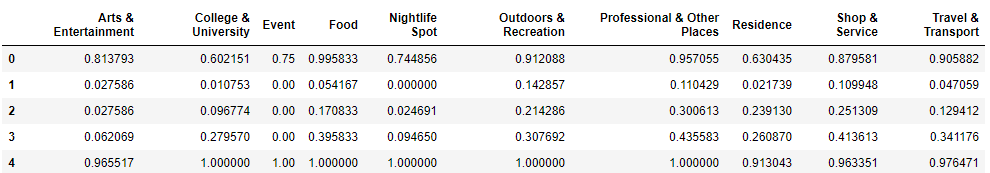 Arts & Entertainment College & University Event Food Nightlife Spot Outdoors & Recreation Professional & Other Places Residence Shop & Service Travel & Transport
0 0.813793 0.602151 0.75 0.995833 0.744856 0.912088 0.957055 0.630435 0.879581 0.905882
1 0.027586 0.010753 0.00 0.054167 0.000000 0.142857 0.110429 0.021739 0.109948 0.047059
2 0.027586 0.096774 0.00 0.170833 0.024691 0.214286 0.300613 0.239130 0.251309 0.129412
3 0.062069 0.279570 0.00 0.395833 0.094650 0.307692 0.435583 0.260870 0.413613 0.341176
4 0.965517 1.000000 1.00 1.000000 1.000000 1.000000 1.000000 0.913043 0.963351 0.976471